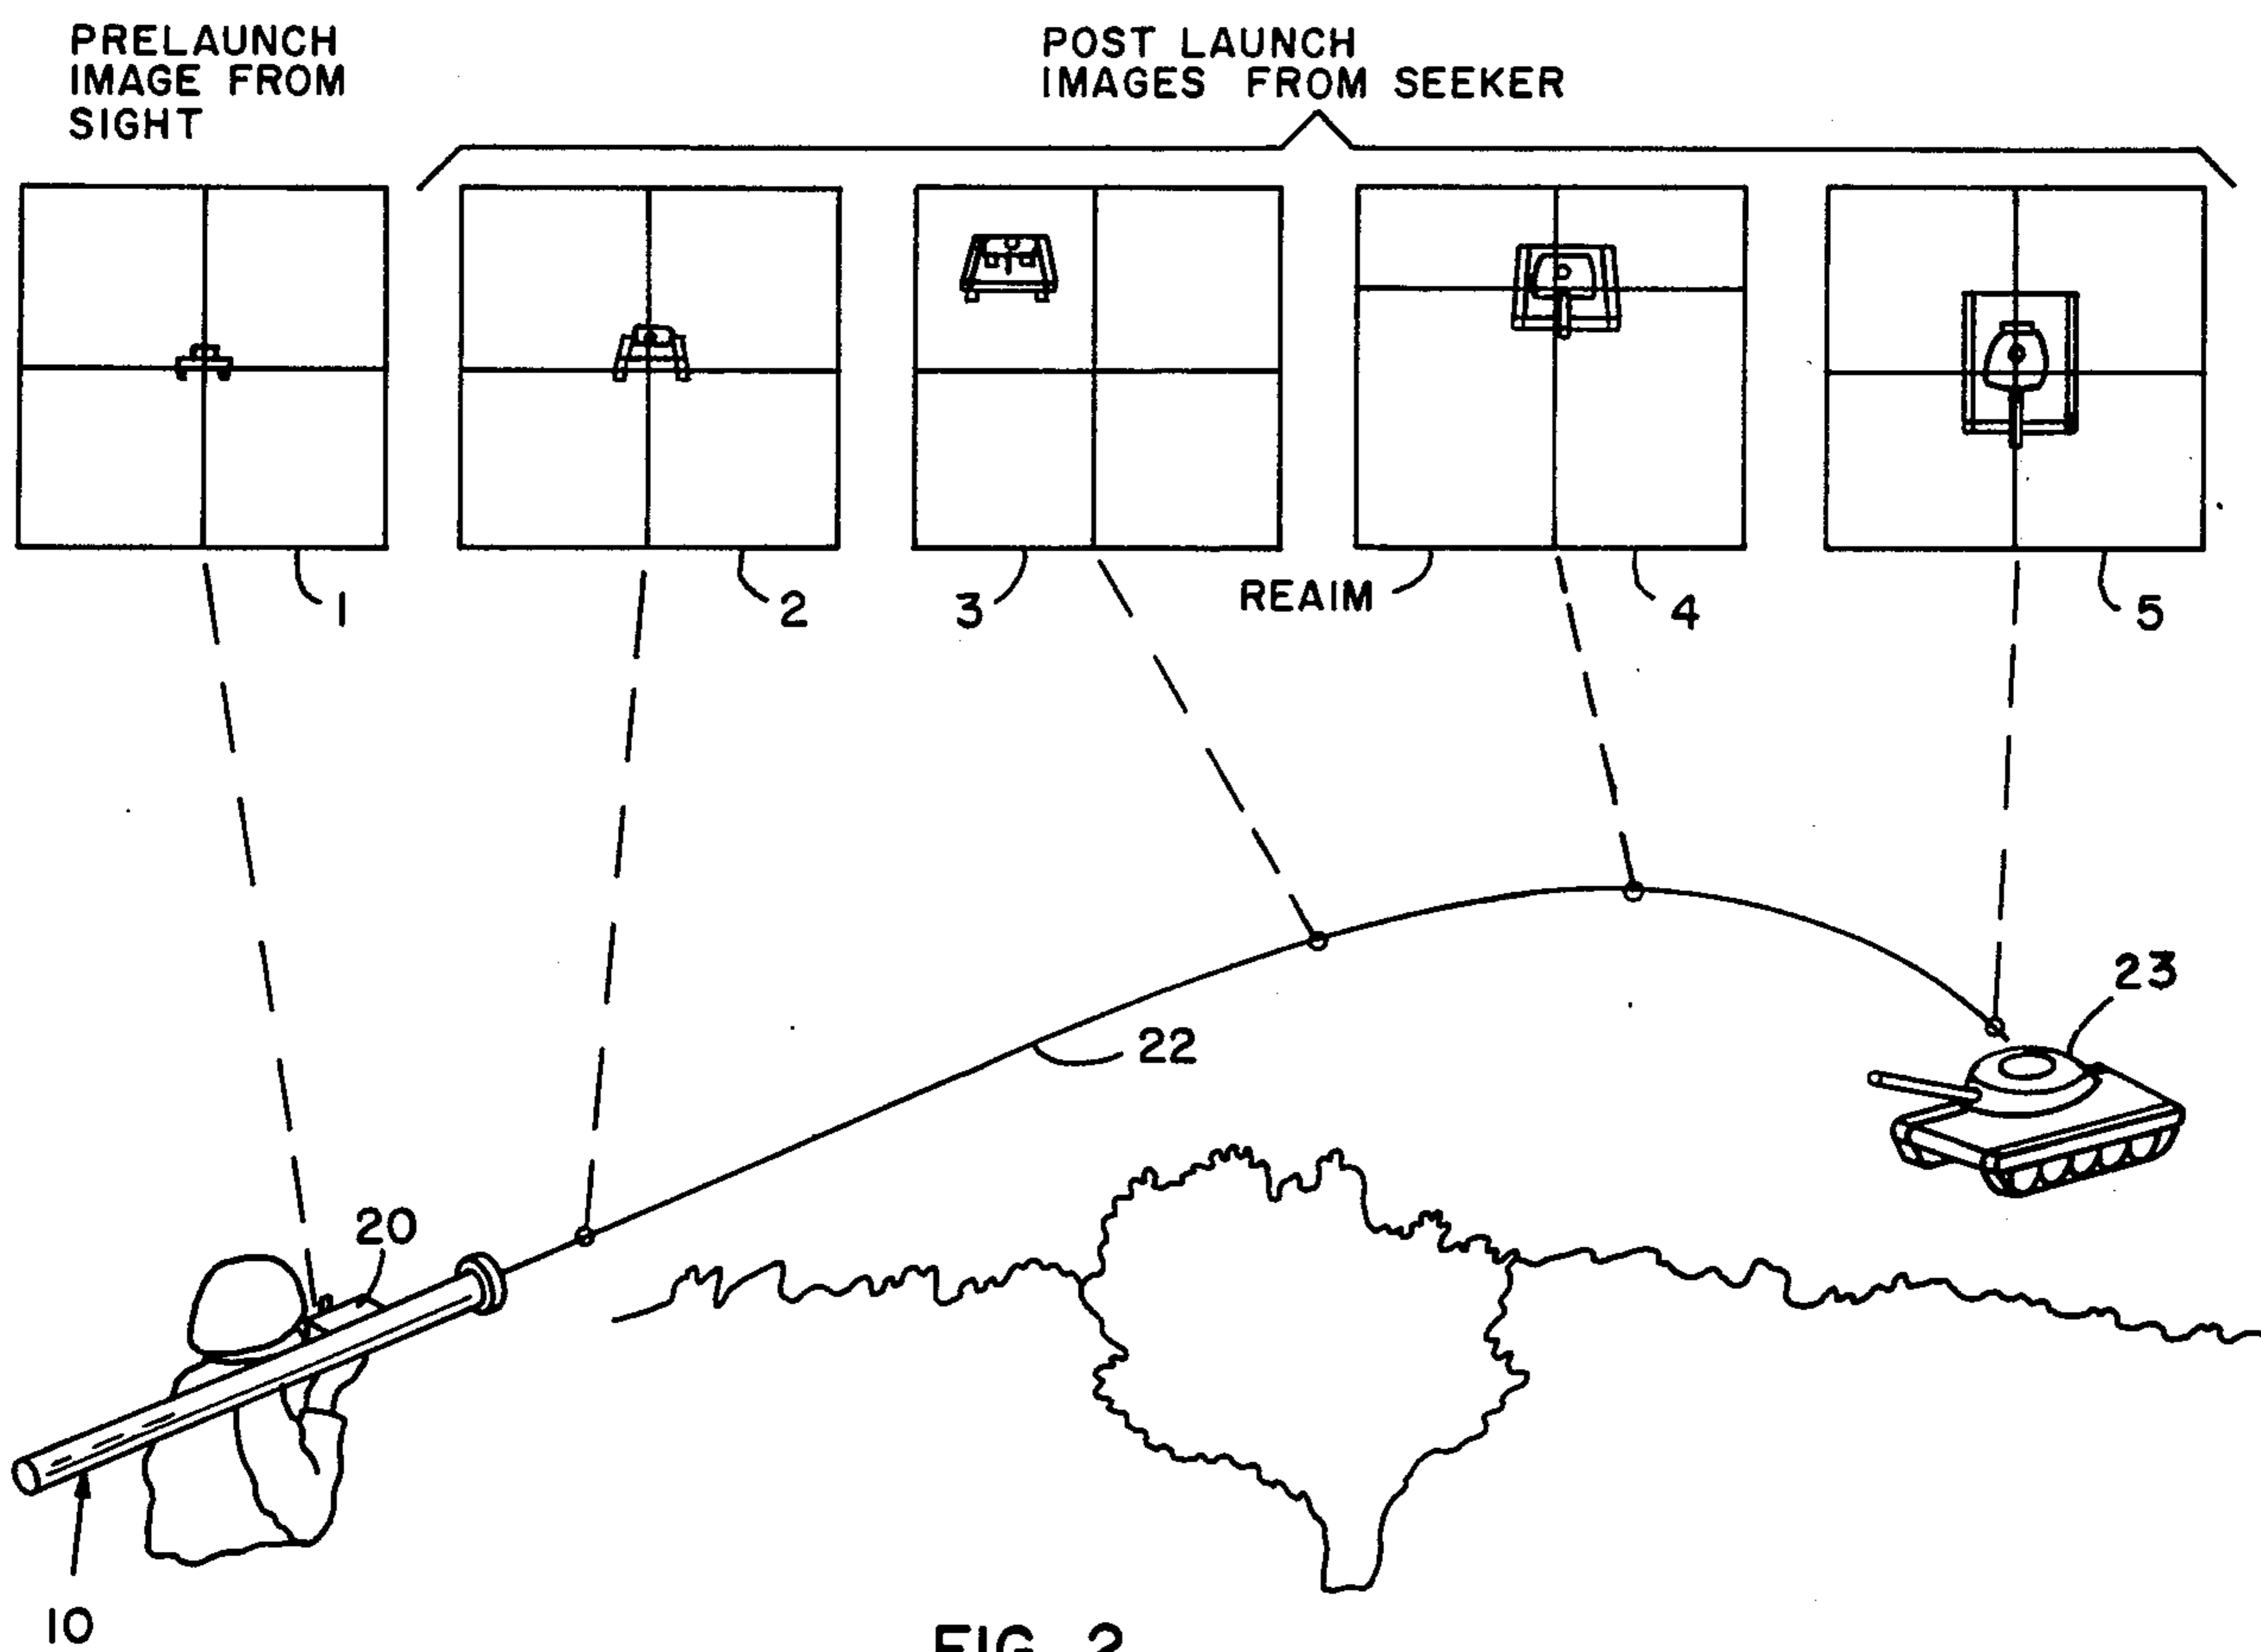 PRELAUNCH
IMAGE FROM
SIGHT
POST LAUNCH
IMAGES FROM SEEKER
1
2
3
REAIM
4
5
23
22
20
10
FIG. 2